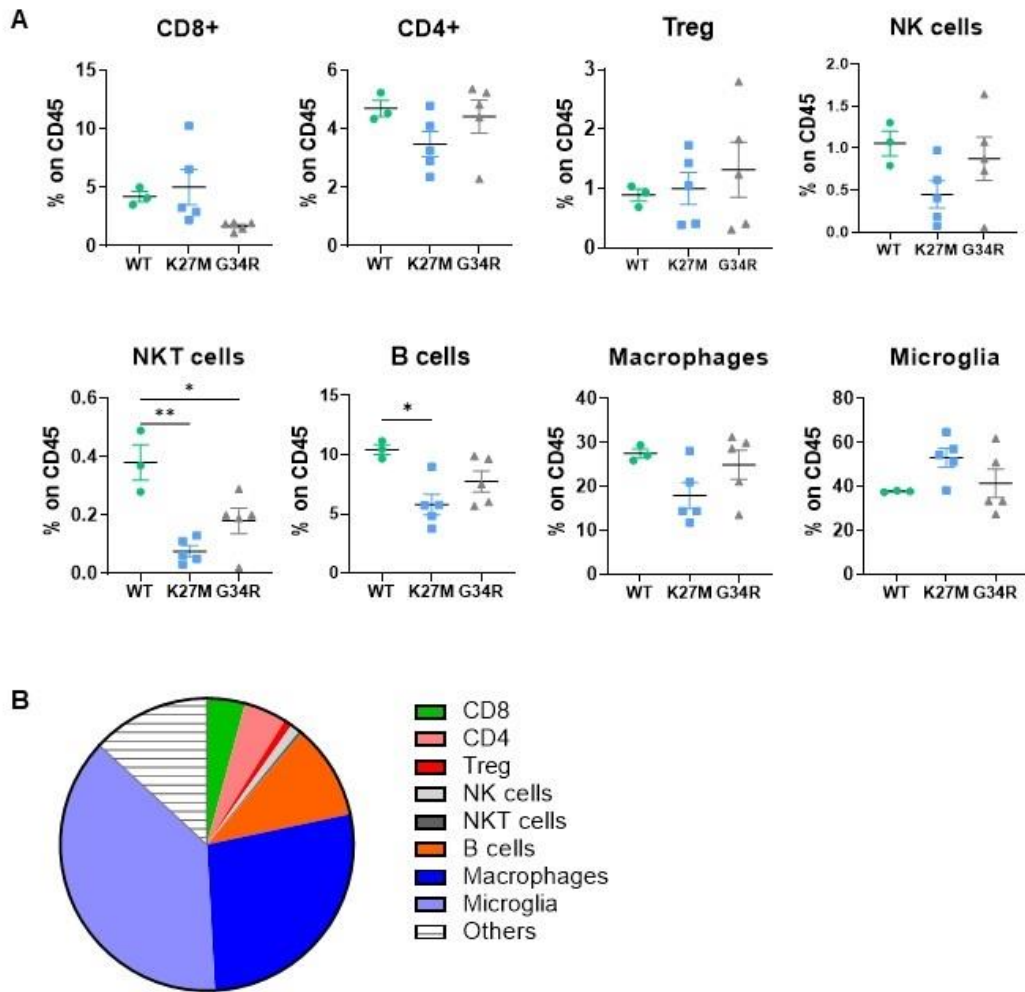 A
CD8+
CD4+
Treg
NK cells
% on CD45
15
10
5
0
WT K27M G34R
% on CD45
6
4
2
0
WT K27M G34R
% on CD45
3
2
1
0
WT K27M G34R
% on CD45
2.0
1.5
1.0
0.5
0.0
WT K27M G34R
NKT cells
B cells
Macrophages
Microglia
% on CD45
0.6
0.4
0.2
0.0
*
**
WT K27M G34R
% on CD45
15
10
5
0
*
WT K27M G34R
% on CD45
40
30
20
10
0
WT K27M G34R
% on CD45
80
60
40
20
0
WT K27M G34R
B
CD8
CD4
Treg
NK cells
NKT cells
B cells
Macrophages
Microglia
Others